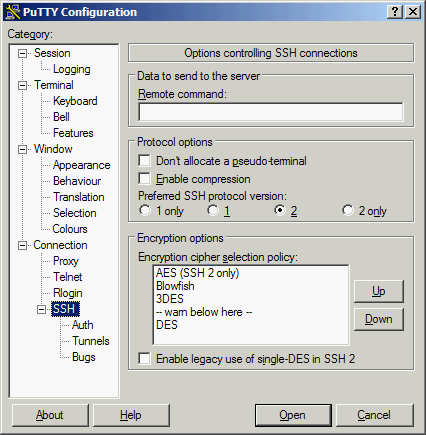 PuTTY Configuration
Category:
Session
Logging
Terminal
Keyboard
Bell
Features
Window
Appearance
Behaviour
Translation
Selection
Colours
Connection
Proxy
Telnet
Rlogin
SSH
Auth
Tunnels
Bugs
Options controlling SSH connections
Data to send to the server
Remote command:
Protocol options
Don't allocate a pseudo-terminal
Enable compression
Preferred SSH protocol version:
1 only 1 2 2 only
Encryption options
Encryption cipher selection policy:
AES (SSH 2 only)
Blowfish
3DES
-- warn below here --
DES
Up
Down
Enable legacy use of single-DES in SSH 2
About Help Open Cancel